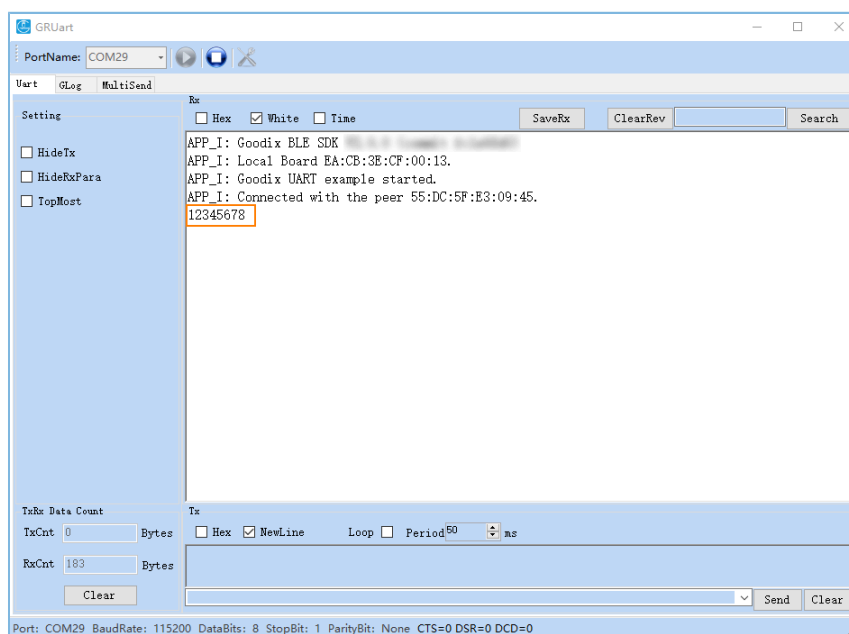 GRUart
PortName: COM29
Uart GLog MultiSend
Setting
HideTx
HideRxPara
TopMost
Rx
Hex White Time SaveRx ClearRev Search
APP_I: Goodix BLE SDK
APP_I: Local Board EA:CB:3E:CF:00:13.
APP_I: Goodix UART example started.
APP_I: Connected with the peer 55:DC:5F:E3:09:45.
12345678
TxRx Data Count
TxCnt 0 Bytes
RxCnt 183 Bytes
Clear
Tx
Hex NewLine Loop Period 50 ms
Send Clear
Port: COM29 BaudRate: 115200 DataBits: 8 StopBit: 1 ParityBit: None CTS=0 DSR=0 DCD=0